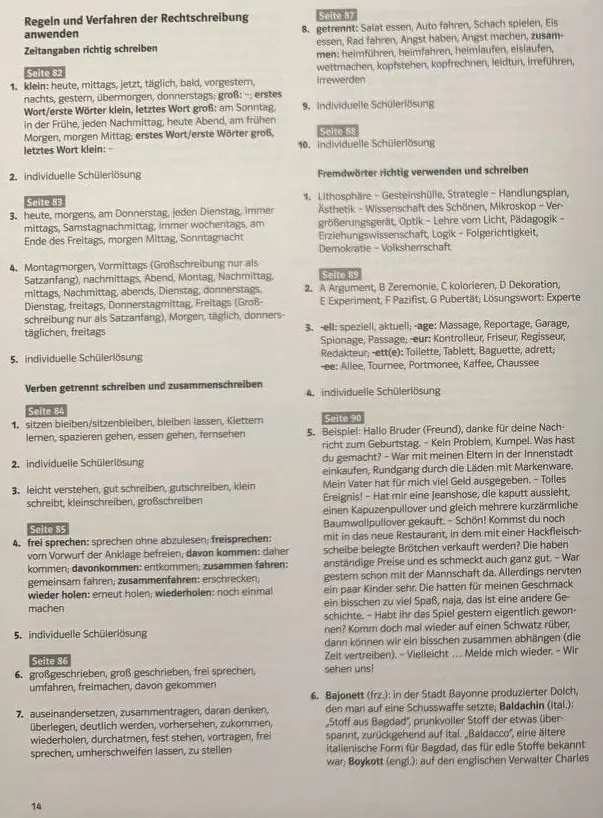 Regeln und Verfahren der Rechtschreibung
anwenden
Zeitangaben richtig schreiben
Seite 82
1. klein: heute, mittags, jetzt, täglich, bald, vorgestern,
nachts, gestern, übermorgen, donnerstags; groß: –; erstes
Wort/erste Wörter klein, letztes Wort groß: am Sonntag,
in der Frühe, jeden Nachmittag, heute Abend, am frühen
Morgen, morgen Mittag; erstes Wort/erste Wörter groß,
letztes Wort klein: –
2. individuelle Schülerlösung
Seite 83
3. heute, morgens, am Donnerstag, jeden Dienstag, immer
mittags, Samstagnachmittag, immer wochentags, am
Ende des Freitags, morgen Mittag, Sonntagnacht
4. Montagmorgen, Vormittags (Großschreibung nur als
Satzanfang), nachmittags, Abend, Montag, Nachmittag,
mittags, Nachmittag, abends, Dienstag, donnerstags,
Dienstag, freitags, Donnerstagmittag, Freitags (Groß-
schreibung nur als Satzanfang), Morgen, täglich, donners-
täglichen, freitags
5. individuelle Schülerlösung
Verben getrennt schreiben und zusammenschreiben
Seite 84
1. sitzen bleiben/sitzenbleiben, bleiben lassen, Klettern
lernen, spazieren gehen, essen gehen, fernsehen
2. individuelle Schülerlösung
3. leicht verstehen, gut schreiben, gutschreiben, klein
schreibt, kleinschreiben, großschreiben
Seite 85
4. frei sprechen: sprechen ohne abzulesen; freisprechen:
vom Vorwurf der Anklage befreien; davon kommen: daher
kommen; davonkommen: entkommen; zusammen fahren:
gemeinsam fahren; zusammenfahren: erschrecken;
wieder holen: erneut holen; wiederholen: noch einmal
machen
5. individuelle Schülerlösung
Seite 86
6. großgeschrieben, groß geschrieben, frei sprechen,
umfahren, freimachen, davon gekommen
7. auseinandersetzen, zusammentragen, daran denken,
überlegen, deutlich werden, vorhersehen, zukommen,
wiederholen, durchatmen, fest stehen, vortragen, frei
sprechen, umherschweifen lassen, zu stellen
14
Seite 87
8. getrennt: Salat essen, Auto fahren, Schach spielen, Eis
essen, Rad fahren, Angst haben, Angst machen, zusam-
men: heimführen, heimfahren, heimlaufen, eislaufen,
wettmachen, kopfstehen, kopfrechnen, leidtun, irreführen,
irrewerden
9. individuelle Schülerlösung
Seite 88
10. individuelle Schülerlösung
Fremdwörter richtig verwenden und schreiben
1. Lithosphäre – Gesteinshülle, Strategie – Handlungsplan,
Ästhetik – Wissenschaft des Schönen, Mikroskop – Ver-
größerungsgerät, Optik – Lehre vom Licht, Pädagogik –
Erziehungswissenschaft, Logik – Folgerichtigkeit,
Demokratie – Volksherrschaft
Seite 89
2. A Argument, B Zeremonie, C kolorieren, D Dekoration,
E Experiment, F Pazifist, G Pubertät; Lösungswort: Experte
3. -ell: speziell, aktuell; -age: Massage, Reportage, Garage,
Spionage, Passage; -eur: Kontrolleur, Friseur, Regisseur,
Redakteur; -ett(e): Toilette, Tablett, Baguette, adrett;
-ee: Allee, Tournee, Portmonee, Kaffee, Chaussee
4. individuelle Schülerlösung
Seite 90
5. Beispiel: Hallo Bruder (Freund), danke für deine Nach-
richt zum Geburtstag. – Kein Problem, Kumpel. Was hast
du gemacht? – War mit meinen Eltern in der Innenstadt
einkaufen, Rundgang durch die Läden mit Markenware.
Mein Vater hat für mich viel Geld ausgegeben. – Tolles
Ereignis! – Hat mir eine Jeanshose, die kaputt aussieht,
einen Kapuzenpullover und gleich mehrere kurzärmliche
Baumwollpullover gekauft. – Schön! Kommst du noch
mit in das neue Restaurant, in dem mit einer Hackfleisch-
scheibe belegte Brötchen verkauft werden? Die haben
anständige Preise und es schmeckt auch ganz gut. – War
gestern schon mit der Mannschaft da. Allerdings nervten
ein paar Kinder sehr. Die hatten für meinen Geschmack
ein bisschen zu viel Spaß, naja, das ist eine andere Ge-
schichte. – Habt ihr das Spiel gestern eigentlich gewon-
nen? Komm doch mal wieder auf einen Schwatz rüber,
dann können wir ein bisschen zusammen abhängen (die
Zeit vertreiben). – Vielleicht ... Melde mich wieder. – Wir
sehen uns!
6. Bajonett (frz.): in der Stadt Bayonne produzierter Dolch,
den man auf eine Schusswaffe setzte; Baldachin (ital.):
„Stoff aus Bagdad", prunkvoller Stoff der etwas über-
spannt, zurückgehend auf ital. „Baldacco", eine ältere
italienische Form für Bagdad, das für edle Stoffe bekannt
war; Boykott (engl.): auf den englischen Verwalter Charles